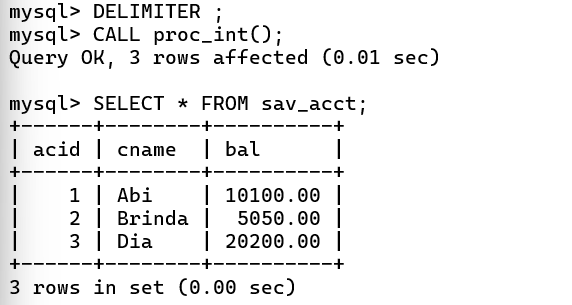 mysql> DELIMITER ;
mysql> CALL proc_int();
Query OK, 3 rows affected (0.01 sec)

mysql> SELECT * FROM sav_acct;
+------+--------+----------+
| acid | cname  | bal      |
+------+--------+----------+
|    1 | Abi    | 10100.00 |
|    2 | Brinda |  5050.00 |
|    3 | Dia    | 20200.00 |
+------+--------+----------+
3 rows in set (0.00 sec)